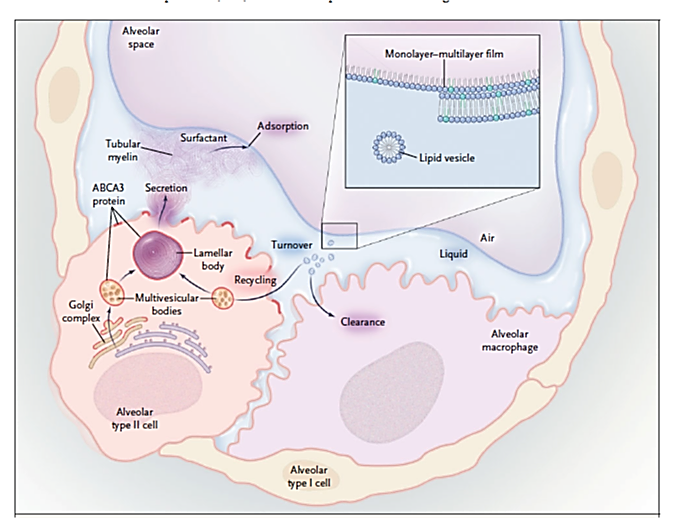 Alveolar
space
Monolayer–multilayer film
Lipid vesicle
Adsorption
Surfactant
Tubular
myelin
ABCA3
protein
Secretion
Air
Turnover
Liquid
Lamellar
body
Recycling
Multivesicular
bodies
Golgi
complex
Clearance
Alveolar
macrophage
Alveolar
type II cell
Alveolar
type I cell